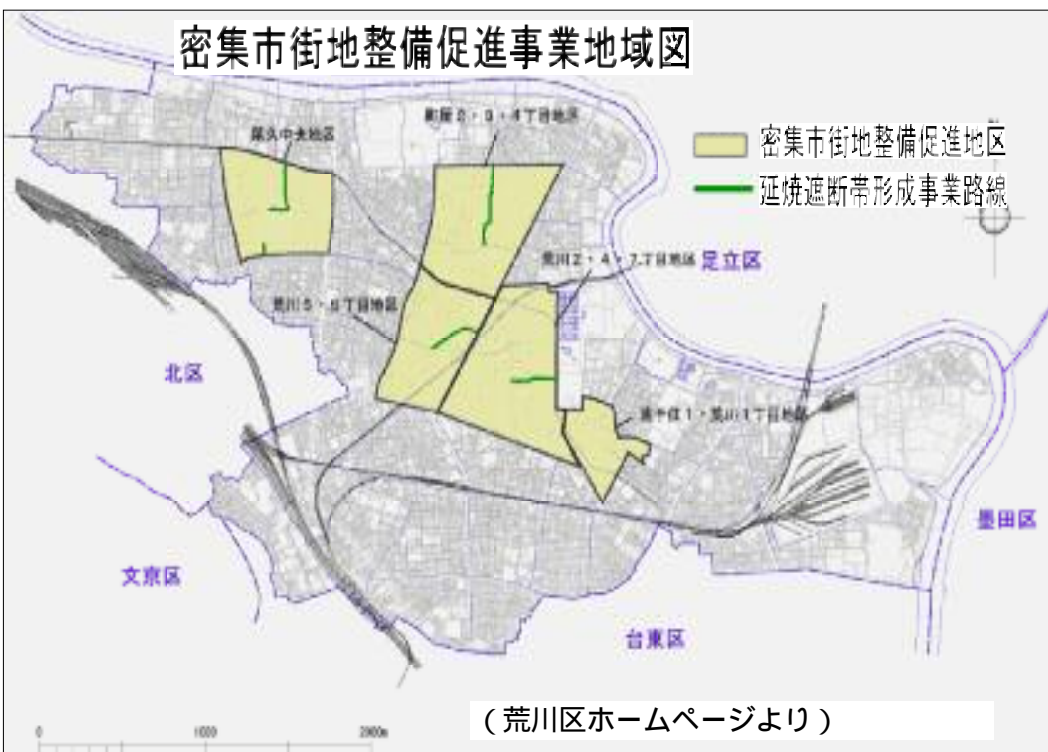 密集市街地整備促進事業地域図
尾久中央地区
町屋2・3・4丁目地区
密集市街地整備促進地区
延焼遮断帯形成事業路線
荒川2・4・7丁目地区
足立区
荒川5・6丁目地区
北区
南千住1・荒川1丁目地区
墨田区
文京区
台東区
(荒川区ホームページより)
0 1000 2000m